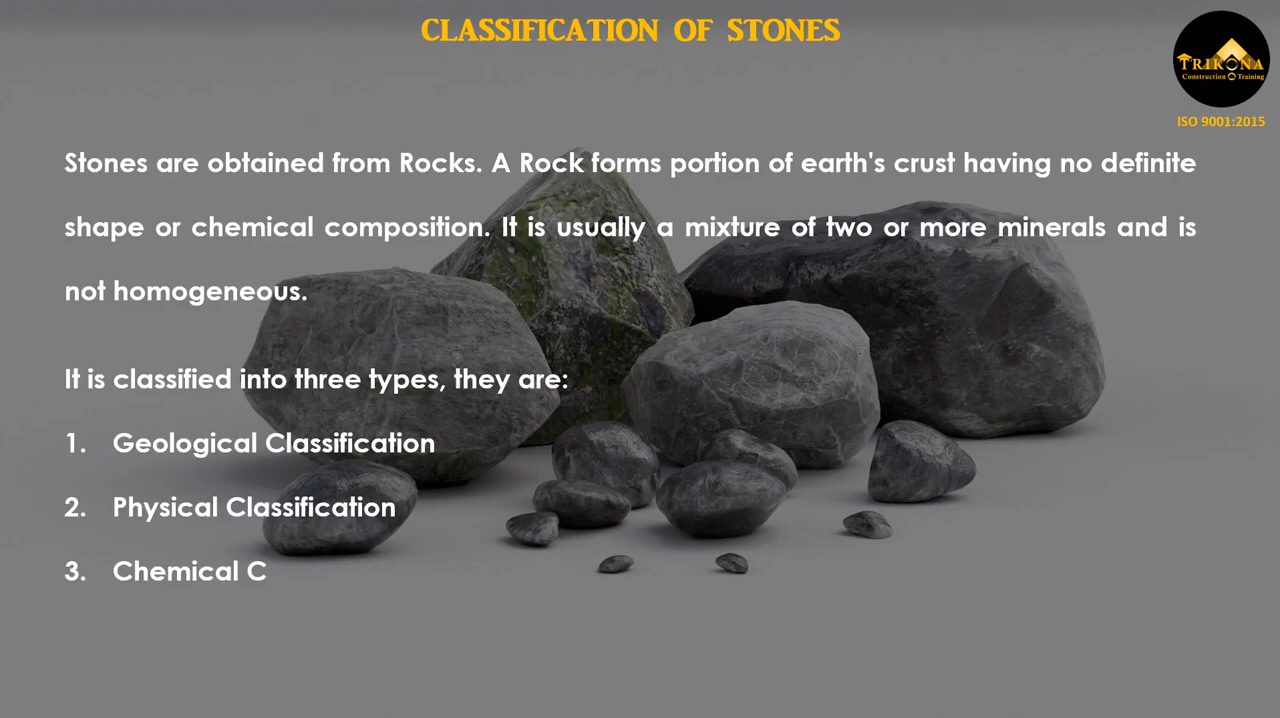 CLASSIFICATION OF STONES
TRIKONA
Construction Training
ISO 9001:2015
Stones are obtained from Rocks. A Rock forms portion of earth's crust having no definite
shape or chemical composition. It is usually a mixture of two or more minerals and is
not homogeneous.
It is classified into three types, they are:
1. Geological Classification
2. Physical Classification
3. Chemical C